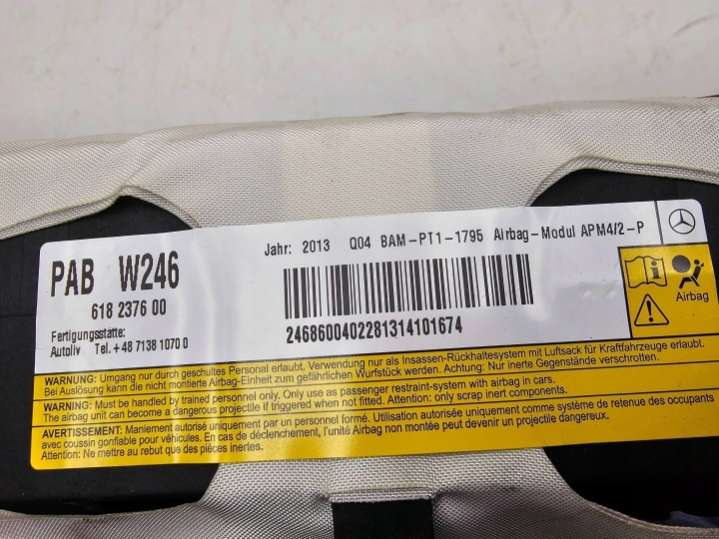 Jahr: 2013 Q04 BAM-PT1-1795 Airbag-Modul APM4/2-P
PAB W246
618 2376 00
Fertigungsstätte:
Autoliv Tel. +48 71381 070 0
24686004022813141016​74
Airbag
WARNUNG: Umgang nur durch geschultes Personal erlaubt. Verwendung nur als Insassen-Rückhaltesystem mit Luftsack für Kraftfahrzeuge erlaubt.
Bei Auslösung kann die nicht montierte Airbag-Einheit zum gefährlichen Wurfstück werden. Achtung: Nur inerte Gegenstände verschrotten.
WARNING: Must be handled by trained personnel only. Only use as passenger restraint-system with airbag in cars.
The airbag unit can become a dangerous projectile if triggered when not fitted. Attention: only scrap inert components.
AVERTISSEMENT: Maniement autorisé uniquement par un personnel formé. Utilisation autorisée uniquement comme système de retenue des occupants
avec coussin gonflable pour véhicules. En cas de déclenchement, l'unité Airbag non montée peut devenir un projectile dangereux.
Attention: Ne mettre au rebut que des pièces inertes.